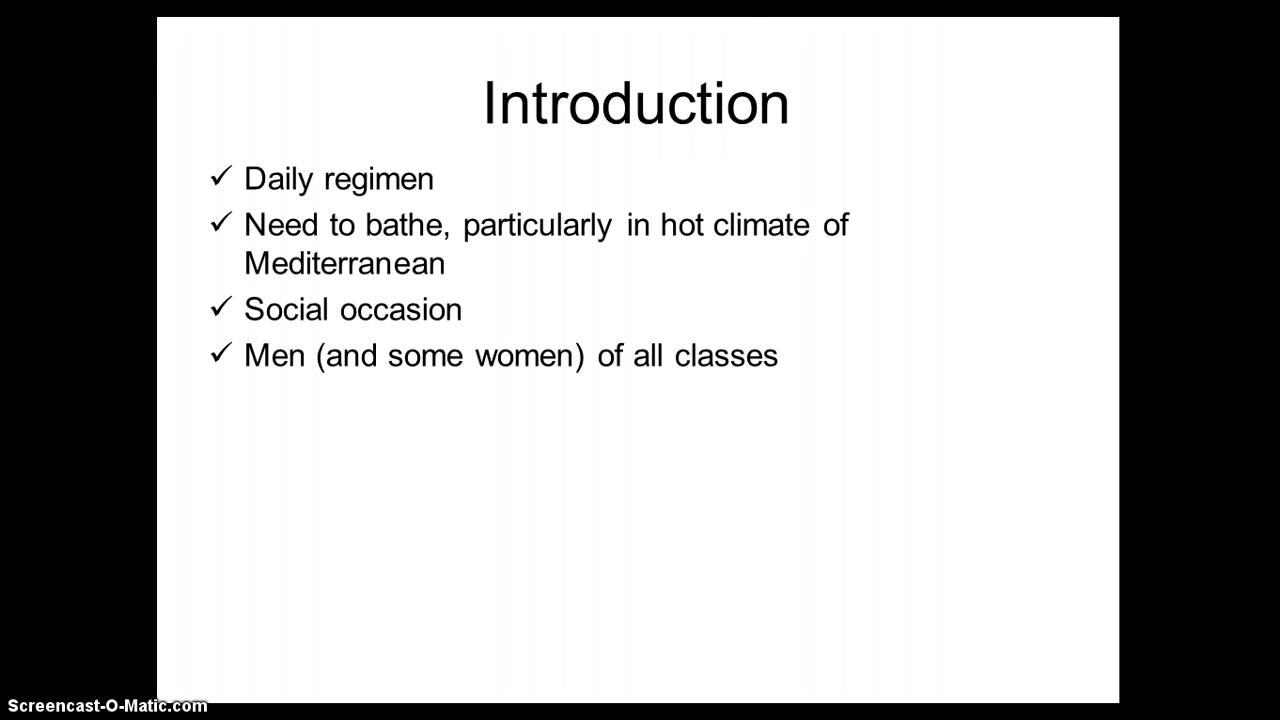 Introduction
✓ Daily regimen
✓ Need to bathe, particularly in hot climate of
Mediterranean
✓ Social occasion
✓ Men (and some women) of all classes
Screencast-O-Matic.com